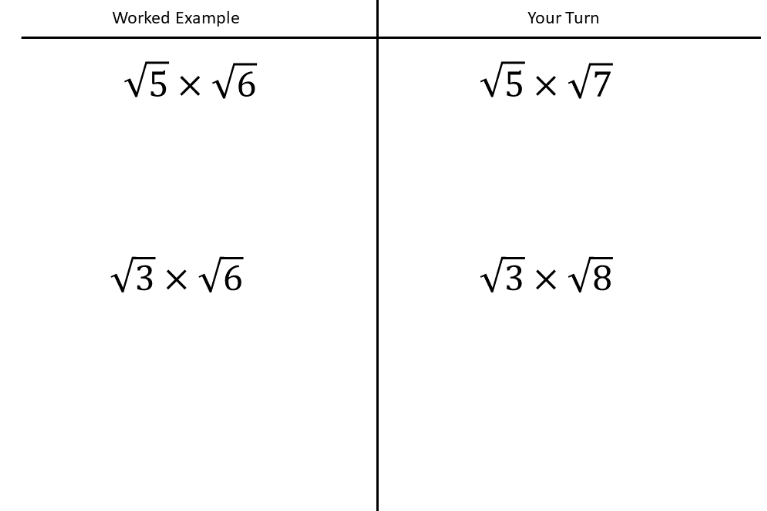 Worked Example
Your Turn
√5 × √6
√5 × √7
√3 × √6
√3 × √8